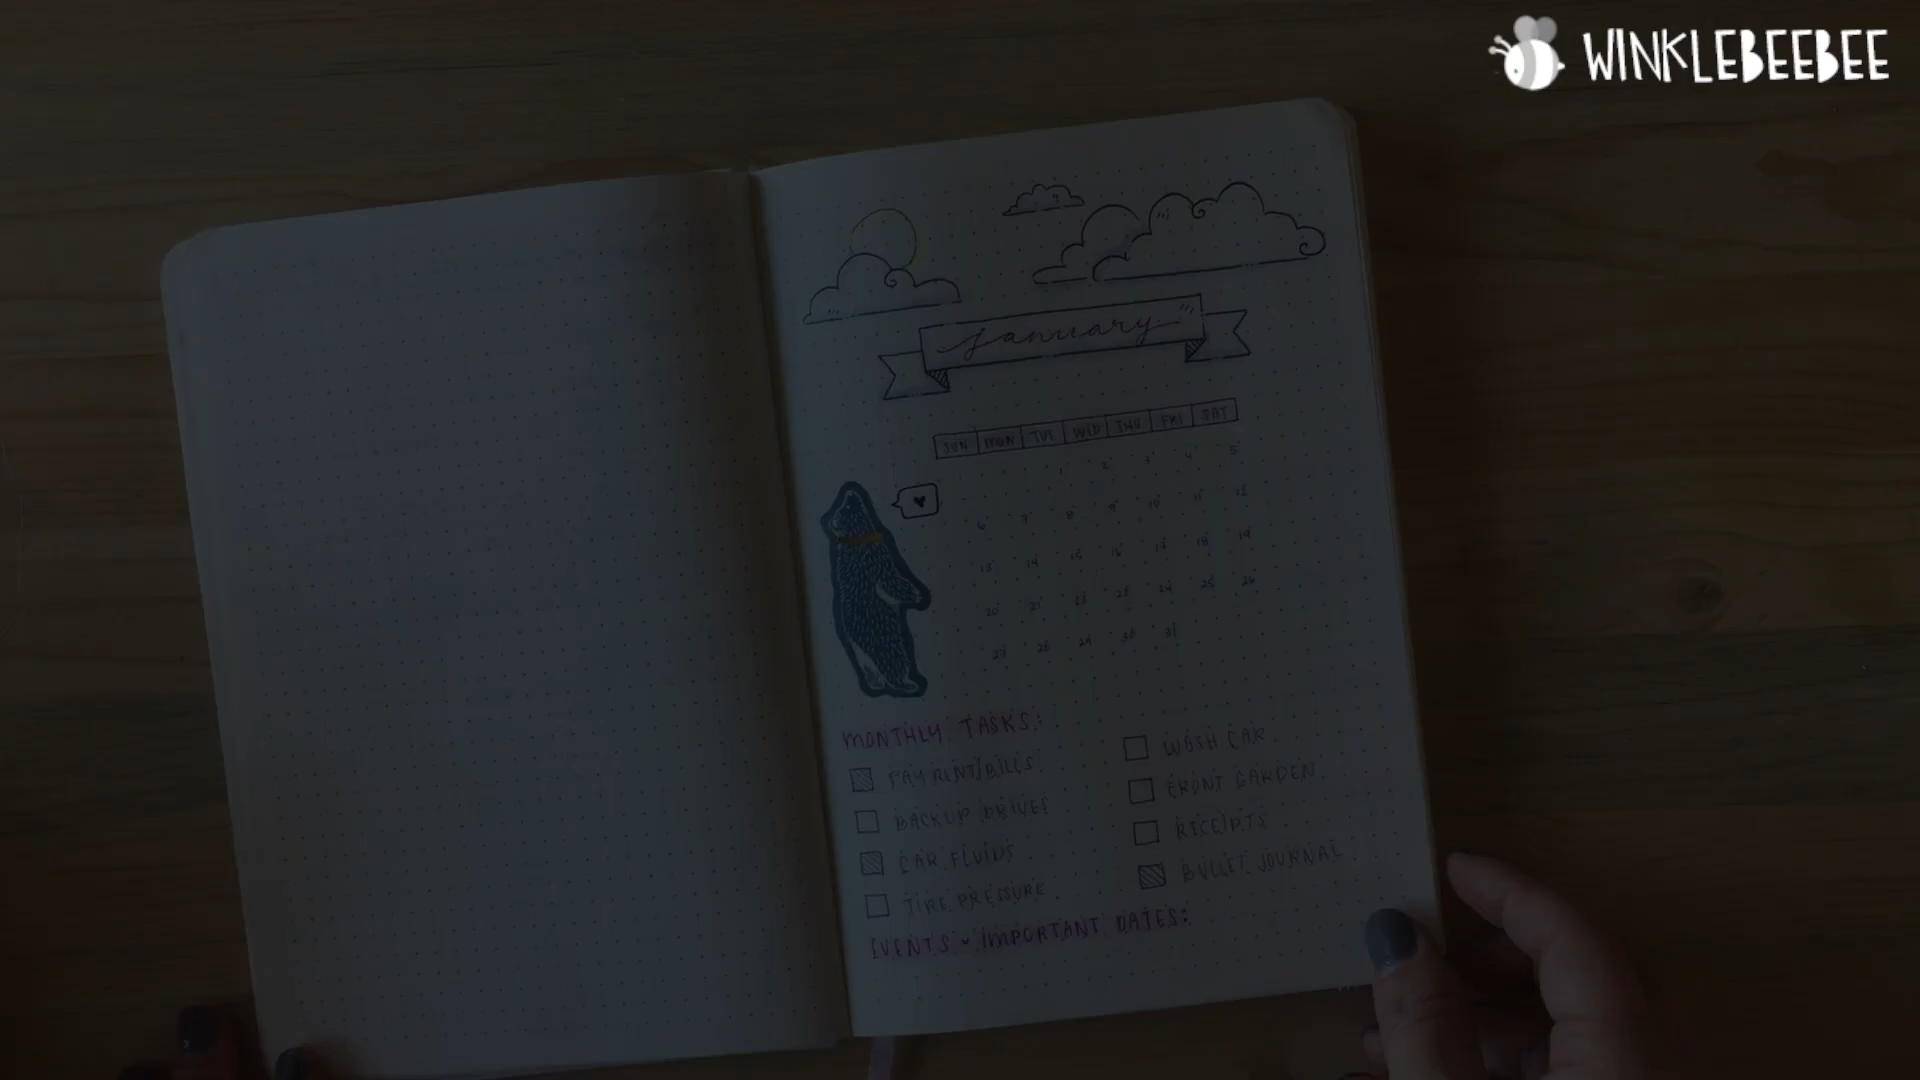 WINKLEBEEBEE
January
SUN MON TUE WED THU FRI SAT
1 2 3 4 5
6 7 8 9 10 11 12
13 14 15 16 17 18 19
20 21 23 24 25 26
27 28 29 30 31
MONTHLY TASKS:
PAY RENT/BILLS
BACKUP DRIVES
CAR FLUIDS
TIRE PRESSURE
WASH CAR
FRONT GARDEN
RECEIPTS
BULLET JOURNAL
EVENTS - IMPORTANT DATES: